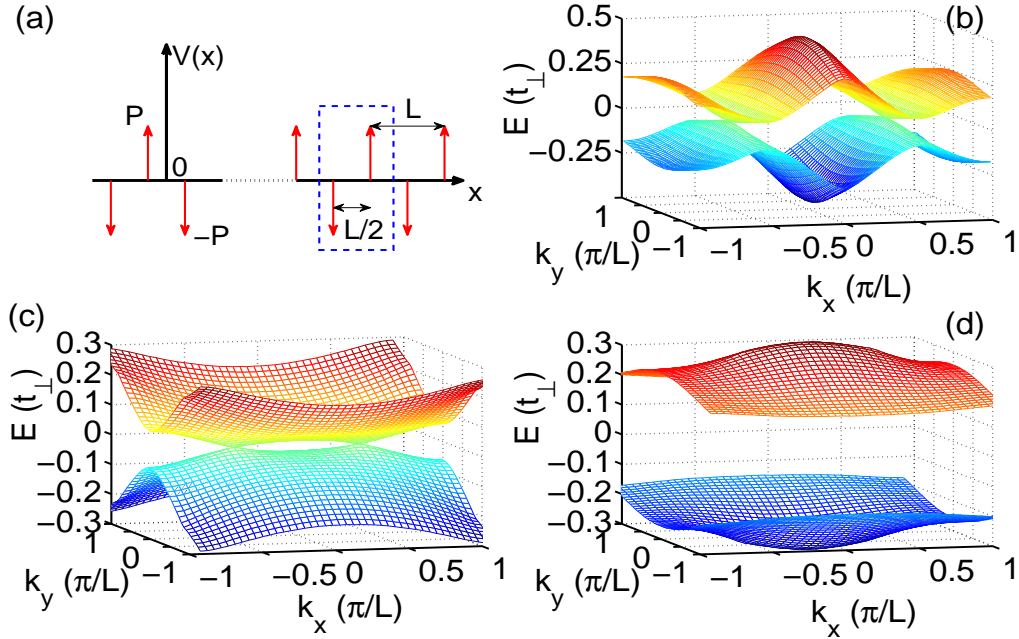 (a)
V(x)
P
0
L
x
−P
L/2
(b)
0.5
0.25
0
−0.25
E (t⊥)
1
0
−1
k_y (π/L)
−1
−0.5
0
0.5
1
k_x (π/L)
(c)
0.3
0.2
0.1
0
−0.1
−0.2
−0.3
E (t⊥)
1
0
−1
k_y (π/L)
−1
−0.5
0
0.5
1
k_x (π/L)
(d)
0.3
0.2
0.1
0
−0.1
−0.2
−0.3
E (t⊥)
1
0
−1
k_y (π/L)
−1
−0.5
0
0.5
1
k_x (π/L)